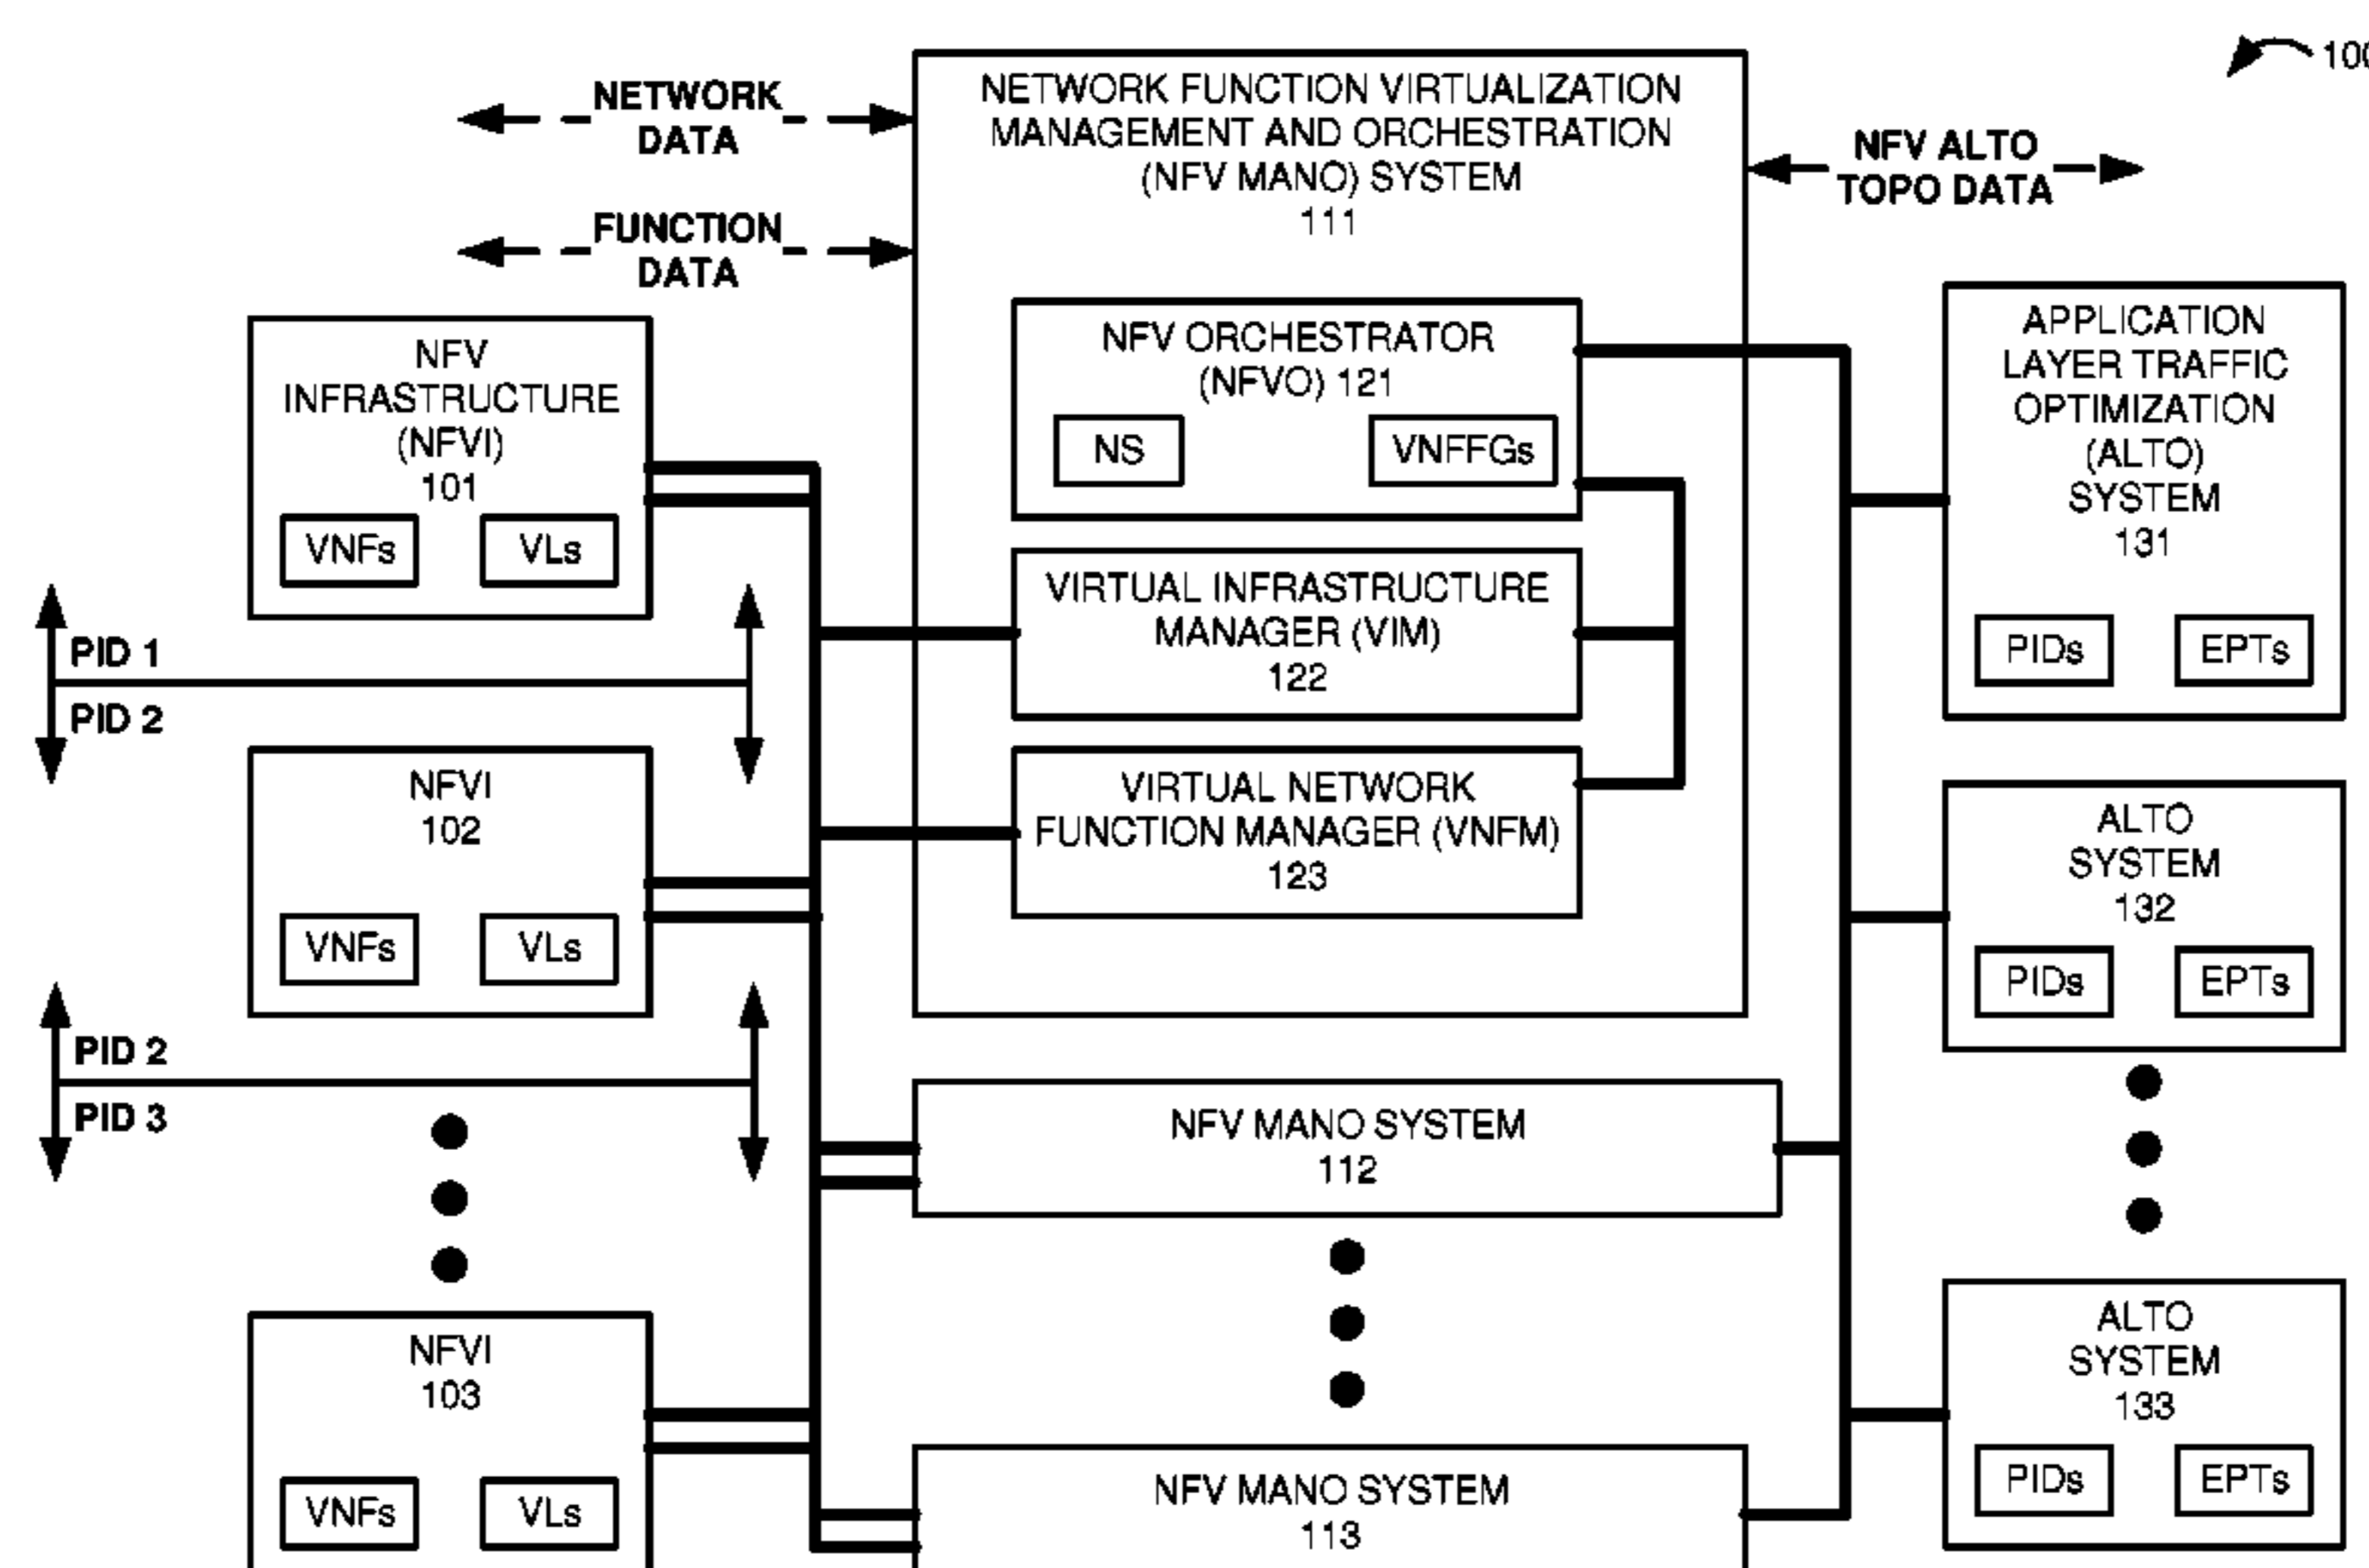 100
NETWORK
DATA
FUNCTION
DATA
NETWORK FUNCTION VIRTUALIZATION
MANAGEMENT AND ORCHESTRATION
(NFV MANO) SYSTEM
111
NFV ALTO
TOPO DATA
NFV
INFRASTRUCTURE
(NFVI)
101
VNFs
VLs
PID 1
PID 2
NFVI
102
VNFs
VLs
PID 2
PID 3
NFVI
103
VNFs
VLs
NFV ORCHESTRATOR
(NFVO) 121
NS
VNFFGs
VIRTUAL INFRASTRUCTURE
MANAGER (VIM)
122
VIRTUAL NETWORK
FUNCTION MANAGER (VNFM)
123
NFV MANO SYSTEM
112
NFV MANO SYSTEM
113
APPLICATION
LAYER TRAFFIC
OPTIMIZATION
(ALTO)
SYSTEM
131
PIDs
EPTs
ALTO
SYSTEM
132
PIDs
EPTs
ALTO
SYSTEM
133
PIDs
EPTs